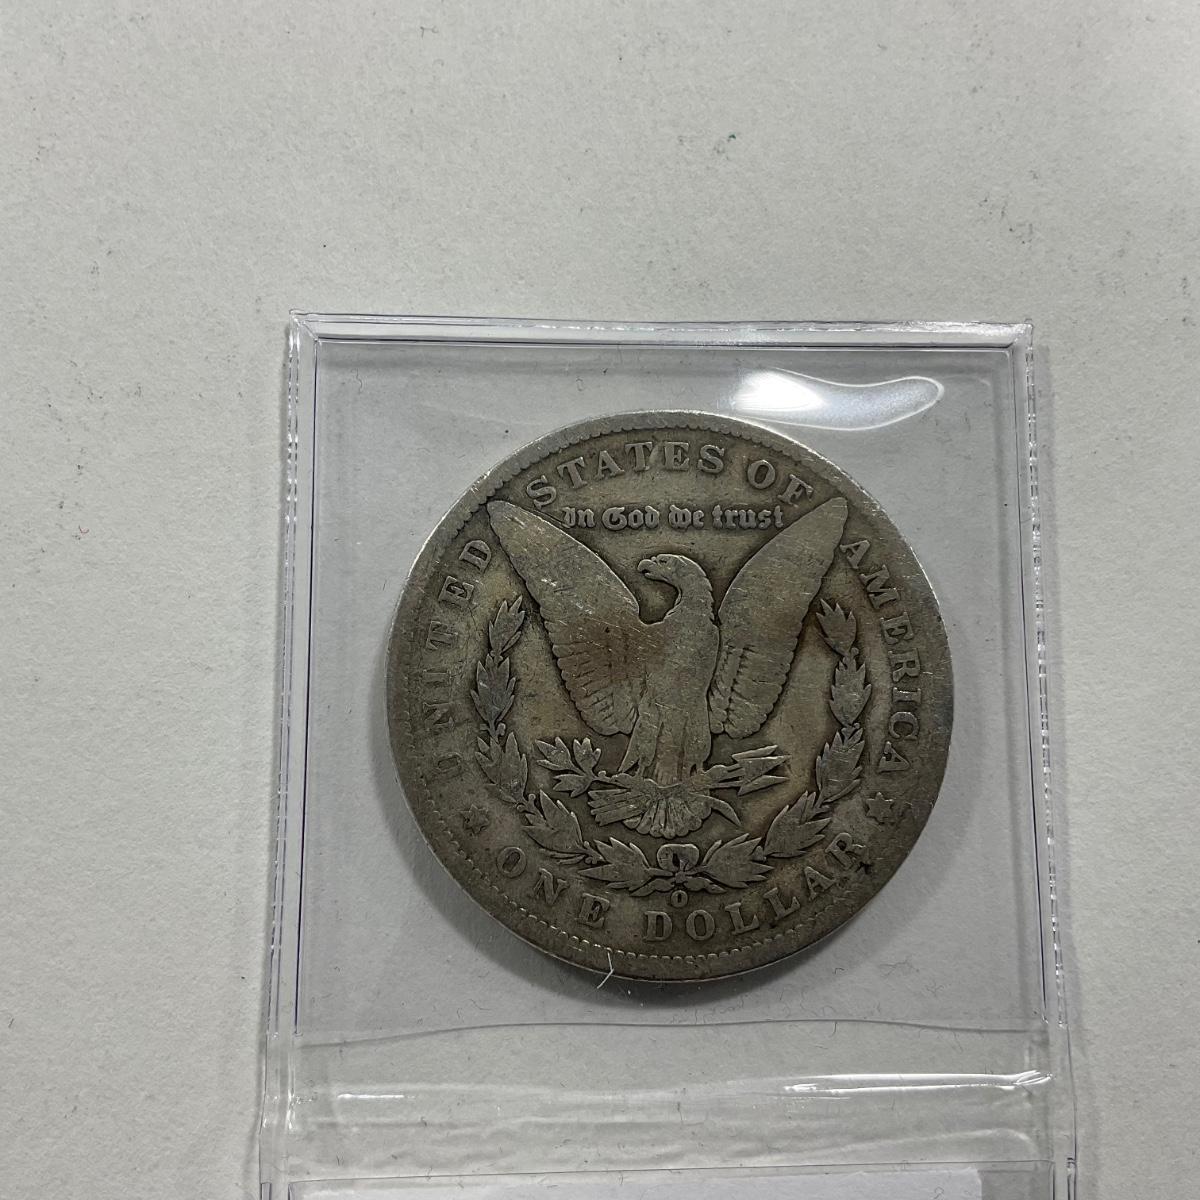 UNITED STATES OF AMERICA
In God we trust
O
ONE DOLLAR